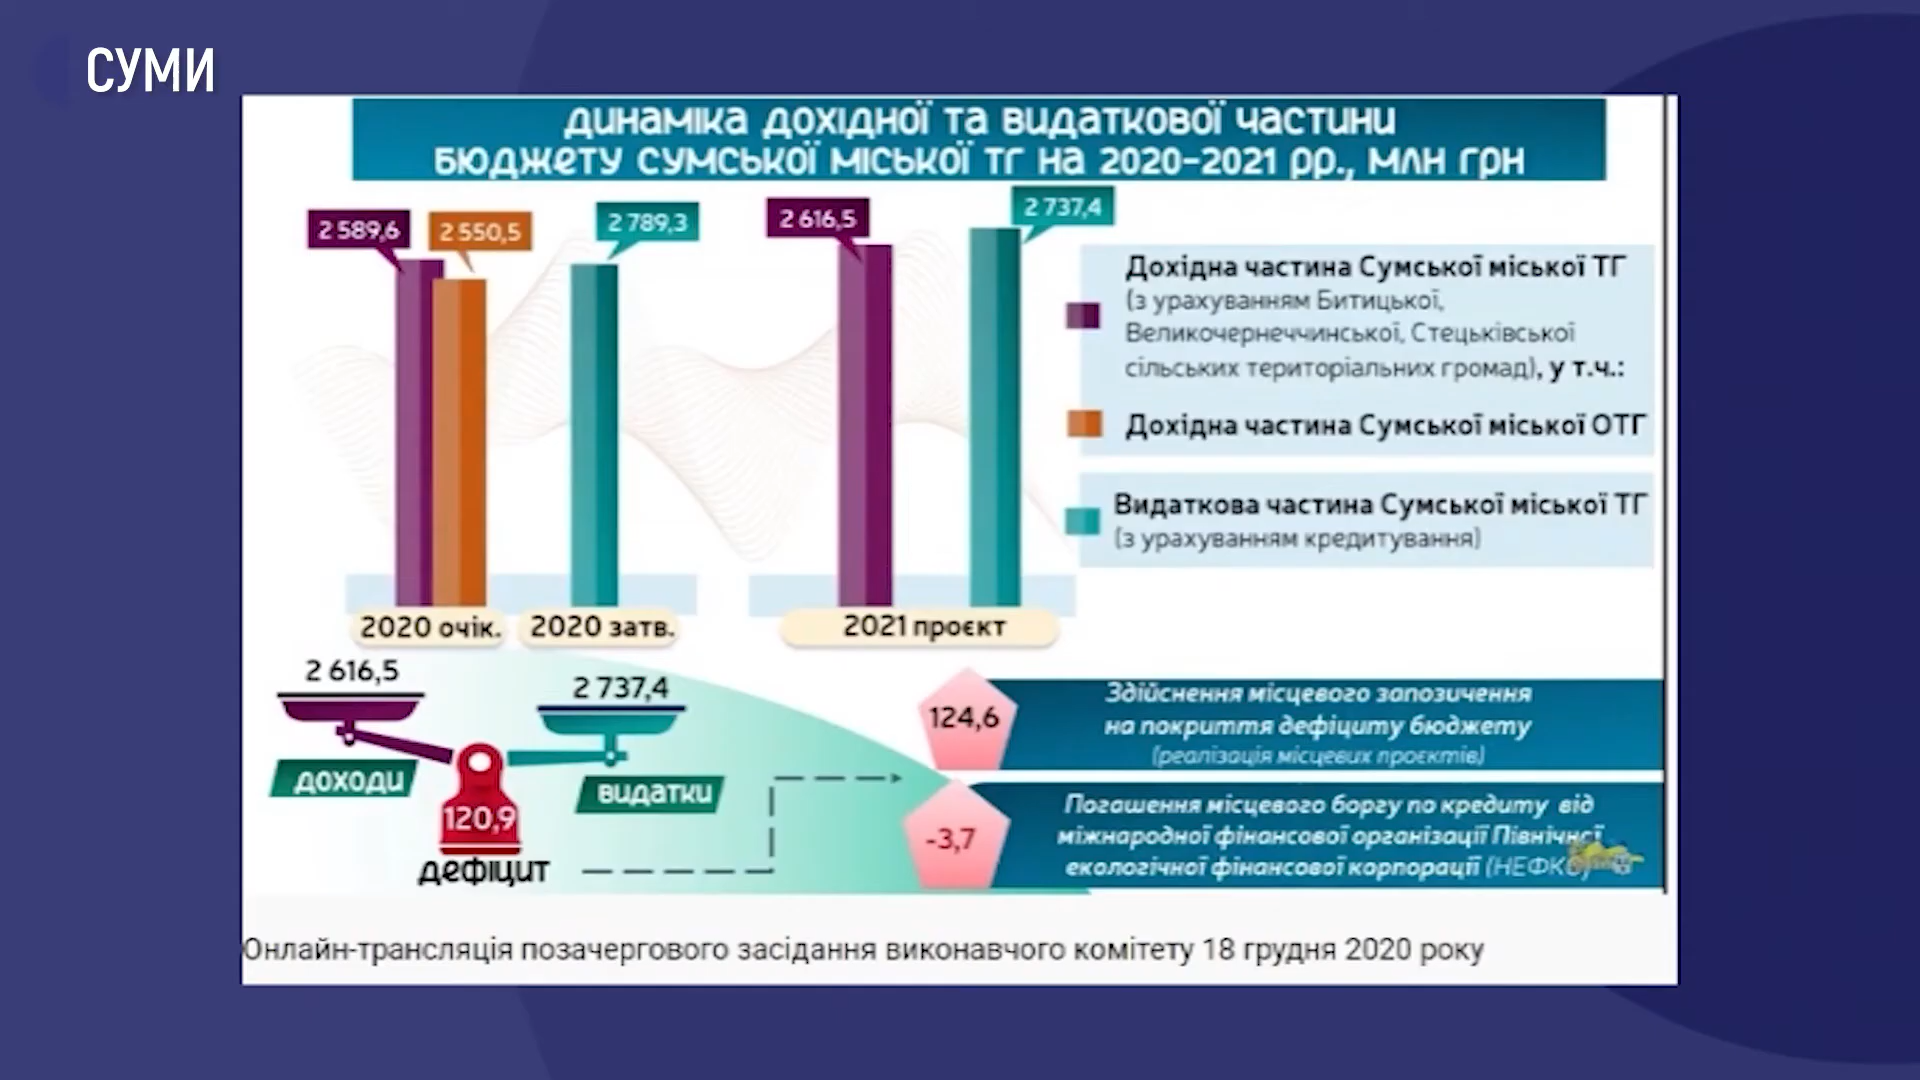 СУМИ
ДИНАМІКА ДОХІДНОЇ ТА ВИДАТКОВОЇ ЧАСТИНИ
БЮДЖЕТУ СУМСЬКОЇ МІСЬКОЇ ТГ НА 2020-2021 РР., МЛН ГРН
2 589,6
2 550,5
2 789,3
2 616,5
2 737,4
Дохідна частина Сумської міської ТГ
(з урахуванням Битицької,
Великочернеччинської, Стецьківської
сільських територіальних громад), у т.ч.:
Дохідна частина Сумської міської ОТГ
Видаткова частина Сумської міської ТГ
(з урахуванням кредитування)
2020 очік.
2020 затв.
2021 проєкт
2 616,5
2 737,4
ДОХОДИ
ВИДАТКИ
120,9
ДЕФІЦИТ
124,6
Здійснення місцевого запозичення
на покриття дефіциту бюджету
(реалізація місцевих проєктів)
-3,7
Погашення місцевого боргу по кредиту від
міжнародної фінансової організації Північної
екологічної фінансової корпорації (НЕФКО)
Онлайн-трансляція позачергового засідання виконавчого комітету 18 грудня 2020 року